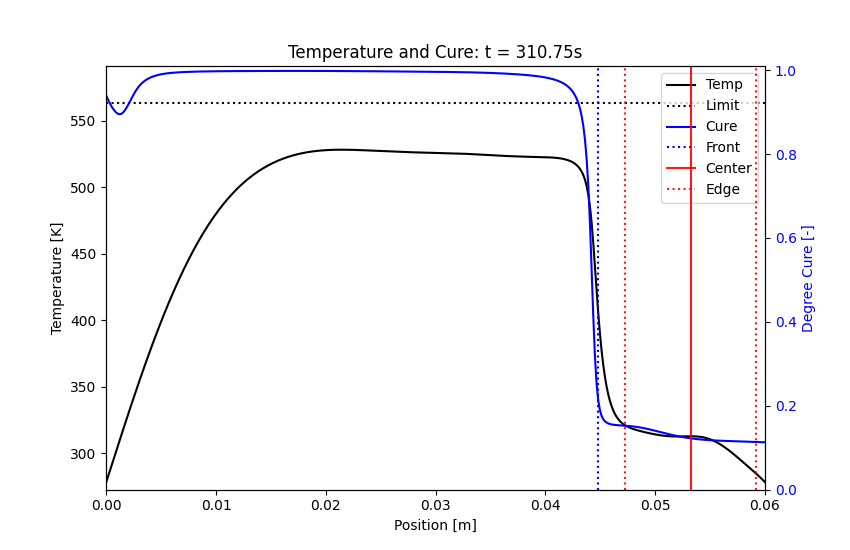 Temperature and Cure: t = 310.75s
Temp
Limit
Cure
Front
Center
Edge
Temperature [K]
550
500
450
400
350
300
Degree Cure [-]
1.0
0.8
0.6
0.4
0.2
0.0
0.00 0.01 0.02 0.03 0.04 0.05 0.06
Position [m]